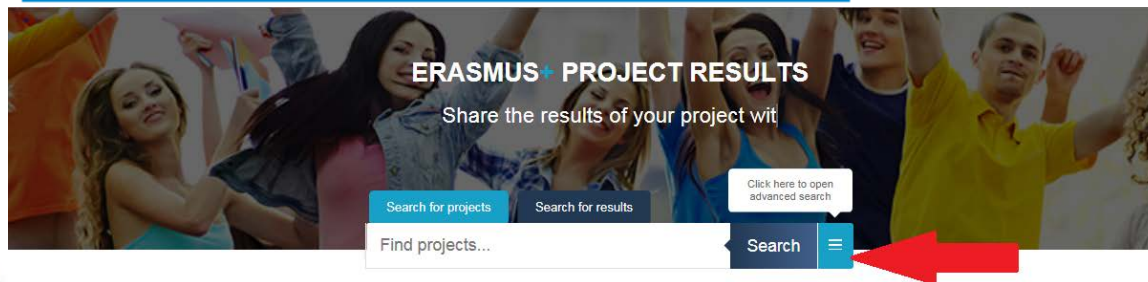 ERASMUS+ PROJECT RESULTS
Share the results of your project wit
Click here to open
advanced search
Search for projects
Search for results
Find projects...
Search